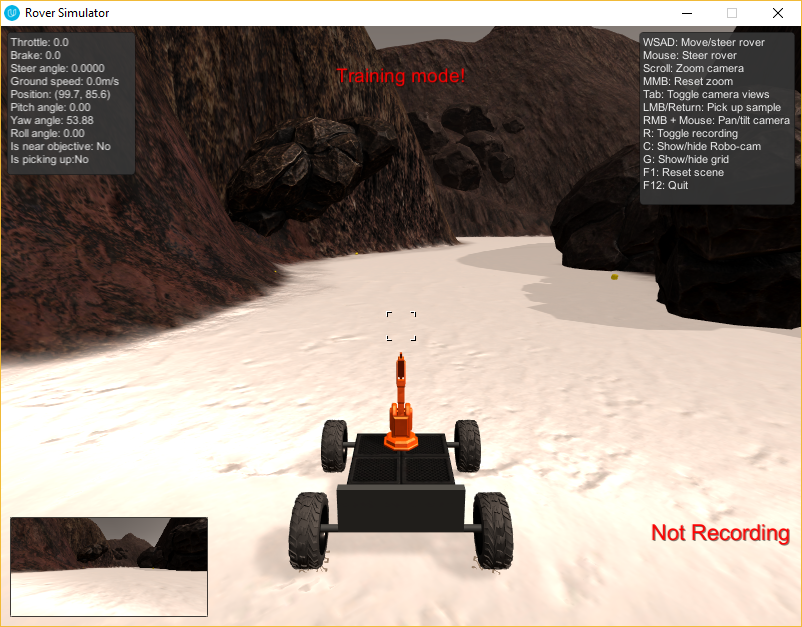 Rover Simulator
Throttle: 0.0
Brake: 0.0
Steer angle: 0.0000
Ground speed: 0.0m/s
Position: (99.7, 85.6)
Pitch angle: 0.00
Yaw angle: 53.88
Roll angle: 0.00
Is near objective: No
Is picking up:No
Training mode!
WSAD: Move/steer rover
Mouse: Steer rover
Scroll: Zoom camera
MMB: Reset zoom
Tab: Toggle camera views
LMB/Return: Pick up sample
RMB + Mouse: Pan/tilt camera
R: Toggle recording
C: Show/hide Robo-cam
G: Show/hide grid
F1: Reset scene
F12: Quit
Not Recording